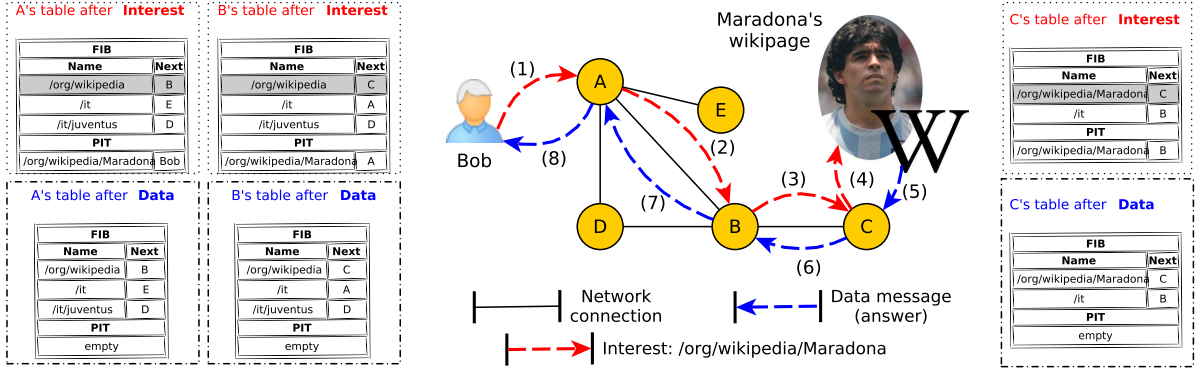 A's table after Interest
FIB
Name Next
/org/wikipedia B
/it E
/it/juventus D
PIT
/org/wikipedia/Maradona Bob
B's table after Interest
FIB
Name Next
/org/wikipedia C
/it A
/it/juventus D
PIT
/org/wikipedia/Maradona A
A's table after Data
FIB
Name Next
/org/wikipedia B
/it E
/it/juventus D
PIT
empty
B's table after Data
FIB
Name Next
/org/wikipedia C
/it A
/it/juventus D
PIT
empty
Maradona's
wikipage
W
(1)
A
E
Bob
(8)
(2)
(3)
(4)
(5)
(7)
D
B
C
(6)
Network
connection
Data message
(answer)
Interest: /org/wikipedia/Maradona
C's table after Interest
FIB
Name Next
/org/wikipedia/Maradona C
/it B
PIT
/org/wikipedia/Maradona B
C's table after Data
FIB
Name Next
/org/wikipedia/Maradona C
/it B
PIT
empty